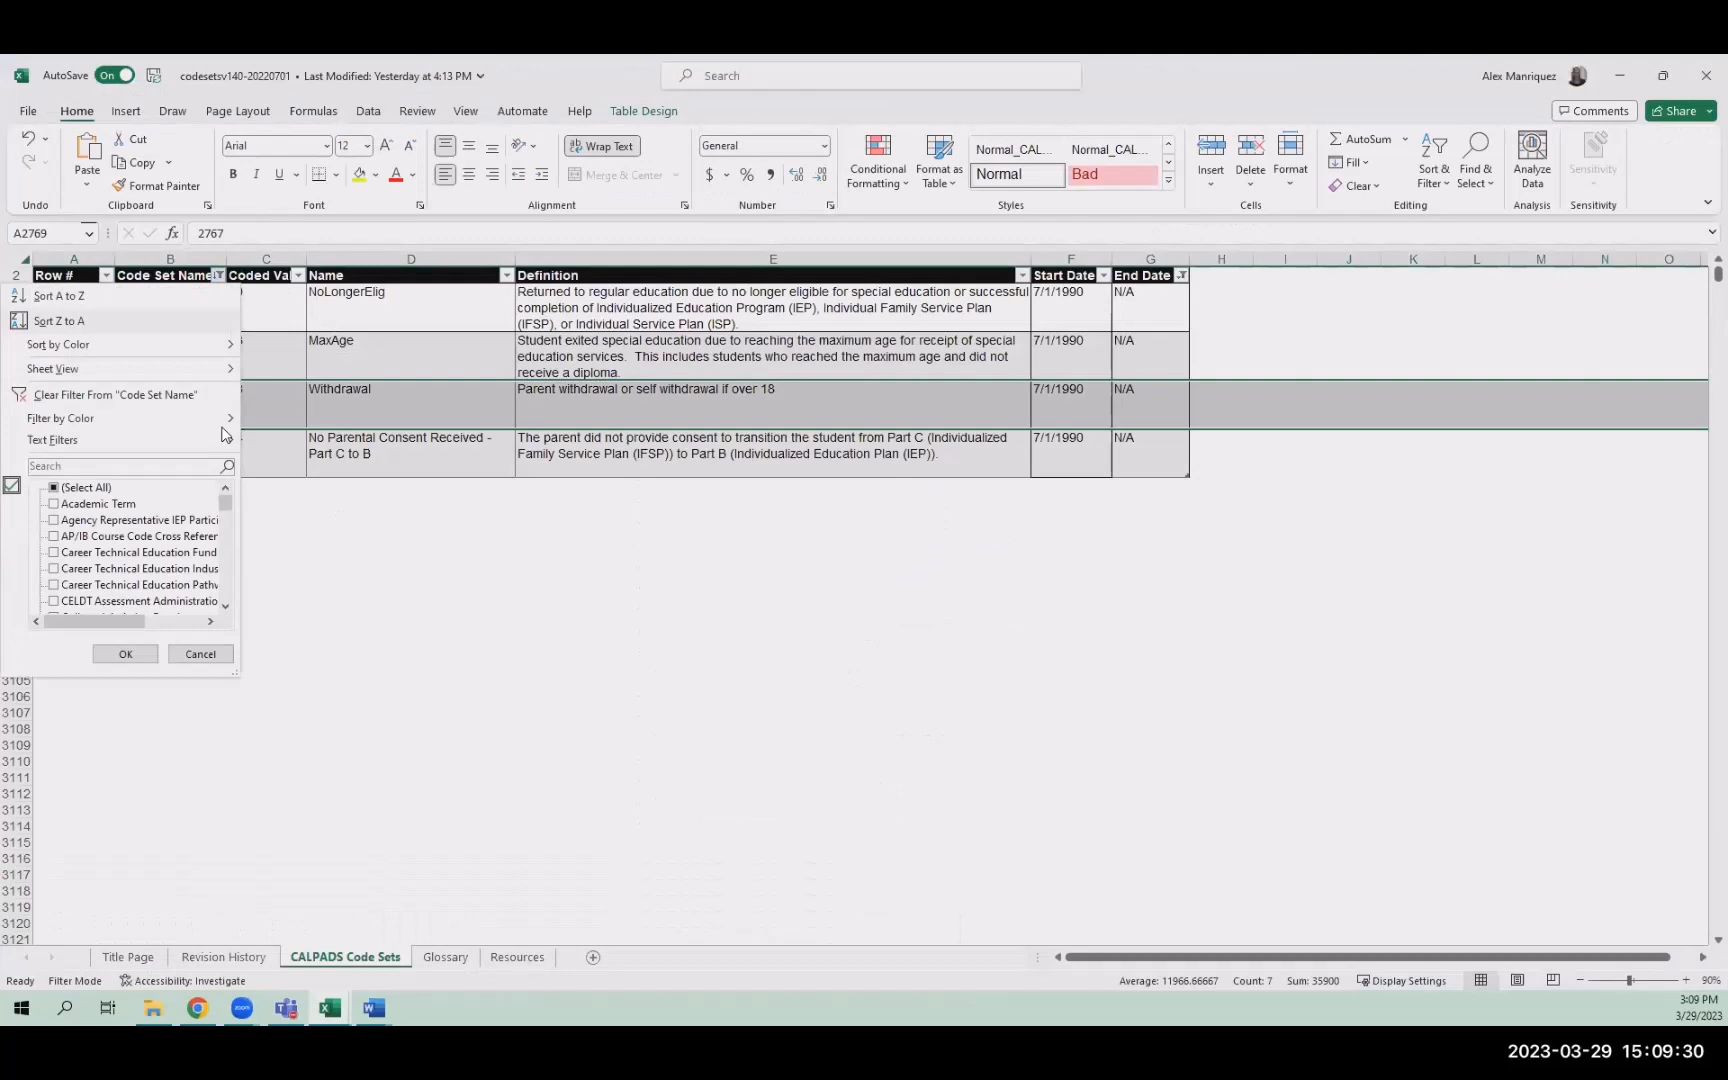 AutoSave On codesetsv140-20220701 • Last Modified: Yesterday at 4:13 PM Search Alex Manriquez
File Home Insert Draw Page Layout Formulas Data Review View Automate Help Table Design Comments Share
Cut
Copy
Format Painter
Paste
Arial 12
B I U
Wrap Text
Merge & Center
General
$ % ,
Conditional Formatting
Format as Table
Normal_CAL... Normal_CAL...
Normal Bad
Insert Delete Format
AutoSum
Fill
Clear
Sort & Filter
Find & Select
Analyze Data
Sensitivity
Undo Clipboard Font Alignment Number Styles Cells Editing Analysis Sensitivity
A2769 fx 2767
A B C D E F G H I J K L M N O
2 Row # Code Set Name Coded Val Name Definition Start Date End Date
NoLongerElig Returned to regular education due to no longer eligible for special education or successful 7/1/1990 N/A
completion of Individualized Education Program (IEP), Individual Family Service Plan
(IFSP), or Individual Service Plan (ISP).
MaxAge Student exited special education due to reaching the maximum age for receipt of special 7/1/1990 N/A
education services. This includes students who reached the maximum age and did not
receive a diploma.
Withdrawal Parent withdrawal or self withdrawal if over 18 7/1/1990 N/A
No Parental Consent Received - The parent did not provide consent to transition the student from Part C (Individualized 7/1/1990 N/A
Part C to B Family Service Plan (IFSP)) to Part B (Individualized Education Plan (IEP)).
Sort A to Z
Sort Z to A
Sort by Color
Sheet View
Clear Filter From "Code Set Name"
Filter by Color
Text Filters
Search
(Select All)
Academic Term
Agency Representative IEP Partici
AP/IB Course Code Cross Referer
Career Technical Education Fund
Career Technical Education Indus
Career Technical Education Pathw
CELDT Assessment Administratio
OK Cancel
3105
3106
3107
3108
3109
3110
3111
3112
3113
3114
3115
3116
3117
3118
3119
3120
3121
Title Page Revision History CALPADS Code Sets Glossary Resources
Ready Filter Mode Accessibility: Investigate Average: 11966.66667 Count: 7 Sum: 35900 Display Settings 90%
zoom
3:09 PM
3/29/2023
2023-03-29 15:09:30